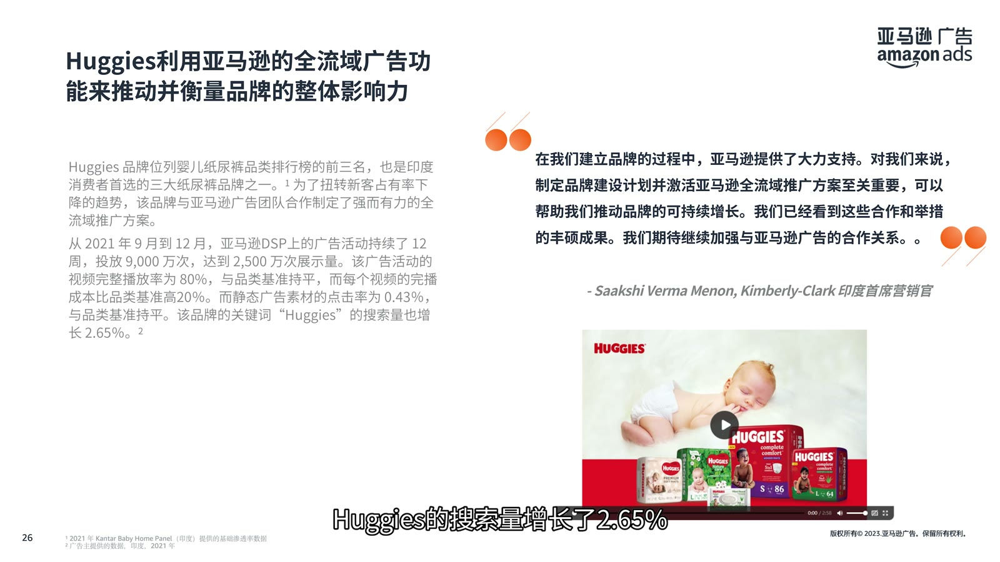 亚马逊广告
amazon ads
Huggies利用亚马逊的全流域广告功
能来推动并衡量品牌的整体影响力
Huggies 品牌位列婴儿纸尿裤品类排行榜的前三名，也是印度
消费者首选的三大纸尿裤品牌之一。¹ 为了扭转新客占有率下
降的趋势，该品牌与亚马逊广告团队合作制定了强而有力的全
流域推广方案。
从 2021 年 9 月到 12 月，亚马逊DSP上的广告活动持续了 12
周，投放 9,000 万次，达到 2,500 万次展示量。该广告活动的
视频完整播放率为 80%，与品类基准持平，而每个视频的完播
成本比品类基准高20%。而静态广告素材的点击率为 0.43%，
与品类基准持平。该品牌的关键词“Huggies”的搜索量也增
长 2.65%。²
在我们建立品牌的过程中，亚马逊提供了大力支持。对我们来说，
制定品牌建设计划并激活亚马逊全流域推广方案至关重要，可以
帮助我们推动品牌的可持续增长。我们已经看到这些合作和举措
的丰硕成果。我们期待继续加强与亚马逊广告的合作关系。。
- Saakshi Verma Menon, Kimberly-Clark 印度首席营销官
HUGGIES
HUGGIES
PREMIUM
SOFT PANTS
HUGGIES
Nature
care
L
HUGGIES
complete
comfort
WONDER PANTS
5in1
S 86
72
HUGGIES
complete
comfort
5in1
L 64
0:00 / 2:58
Huggies的搜索量增长了2.65%
26
¹ 2021 年 Kantar Baby Home Panel（印度）提供的基础渗透率数据
² 广告主提供的数据，印度，2021 年
版权所有© 2023.亚马逊广告。保留所有权利。